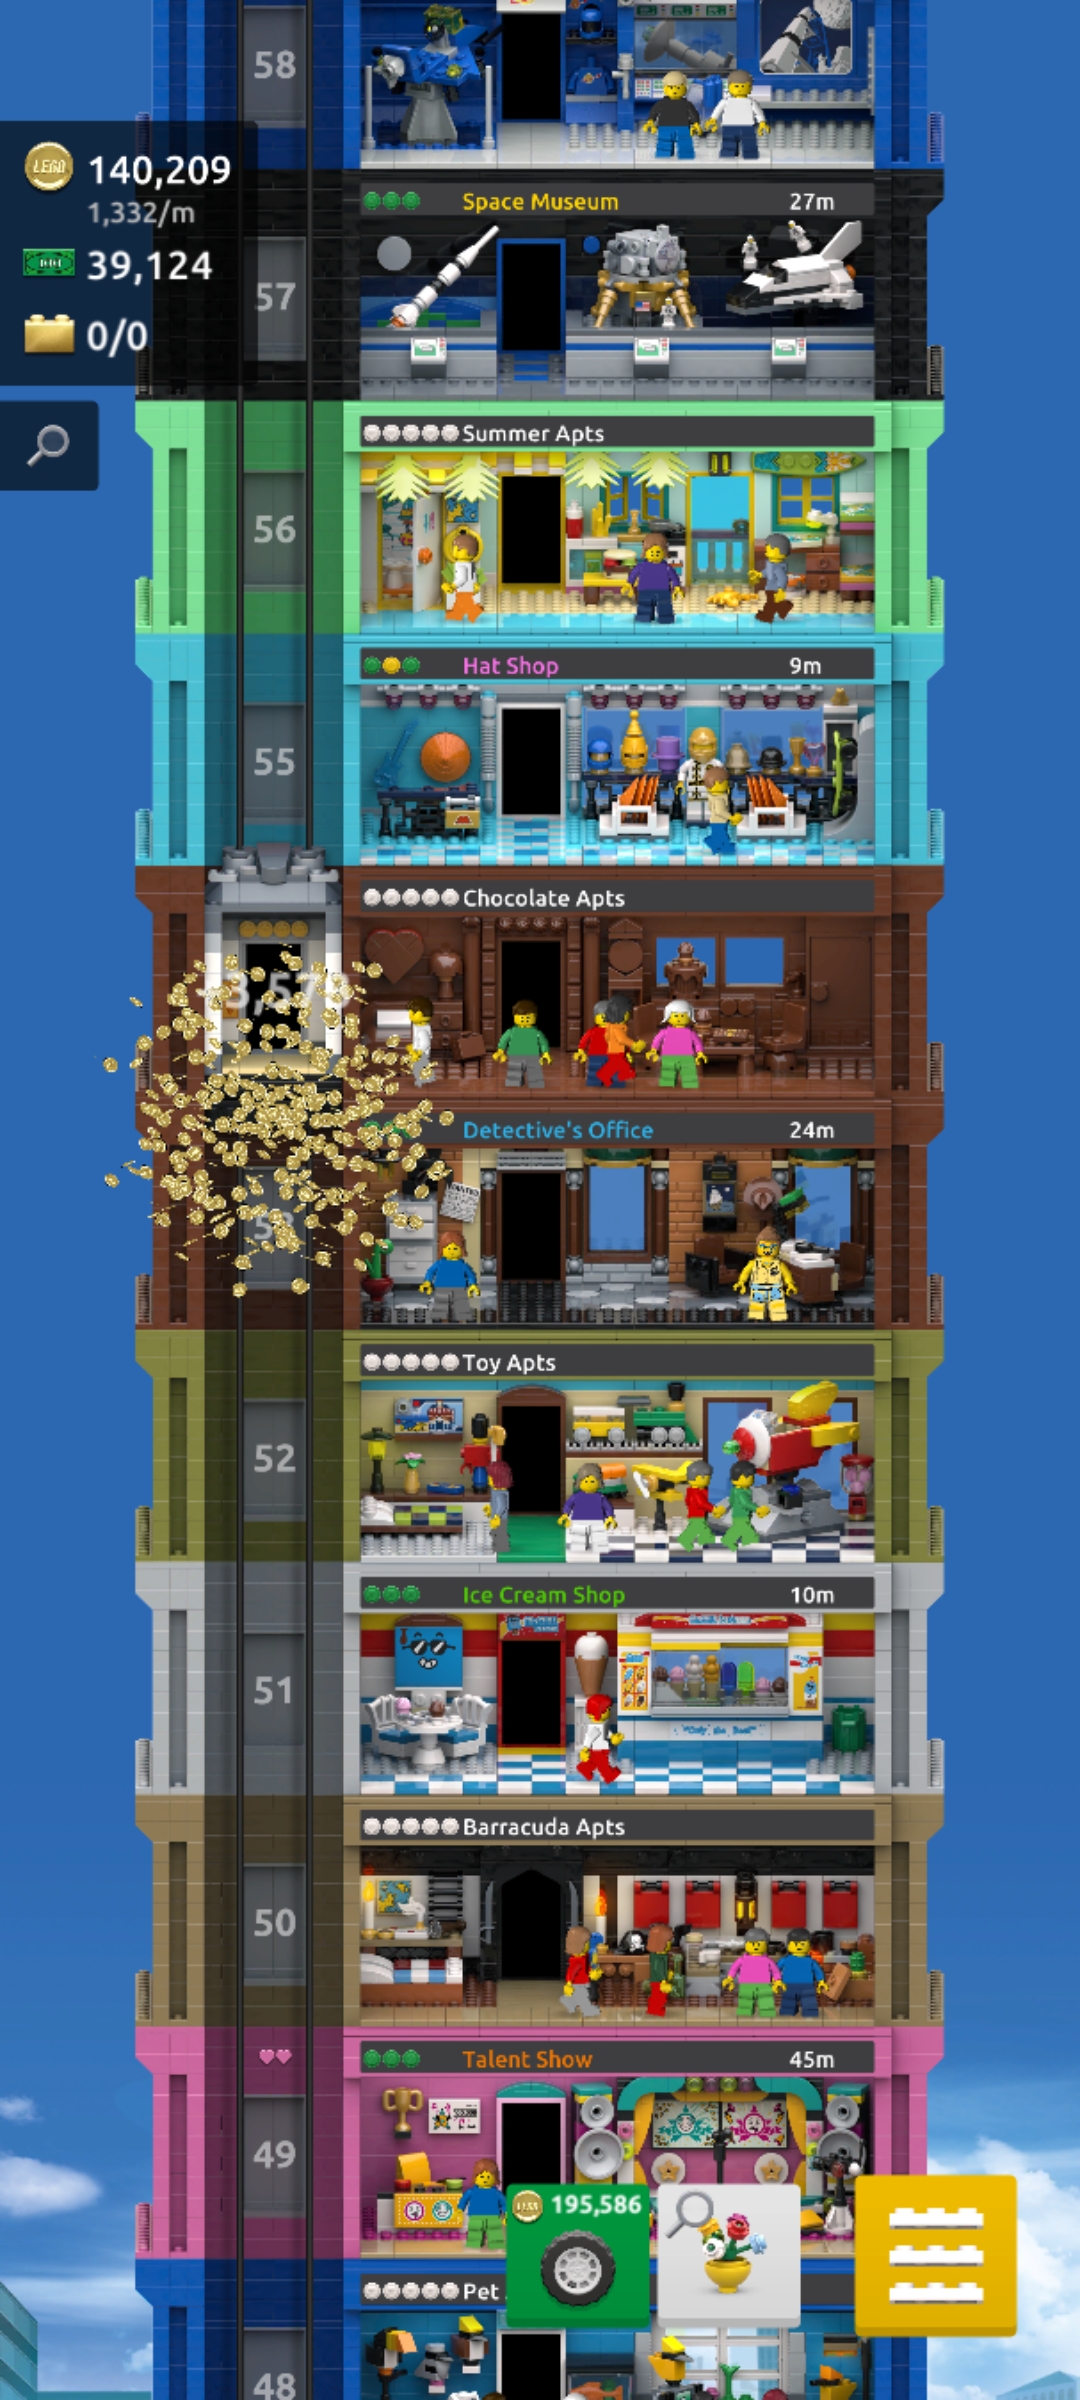 58
LEGO
140,209
1,332/m
39,124
0/0
Space Museum 27m
57
Summer Apts
56
Hat Shop 9m
55
Chocolate Apts
Detective's Office 24m
53
Toy Apts
52
Ice Cream Shop 10m
51
Barracuda Apts
50
Talent Show 45m
49
195,586
Pet
48